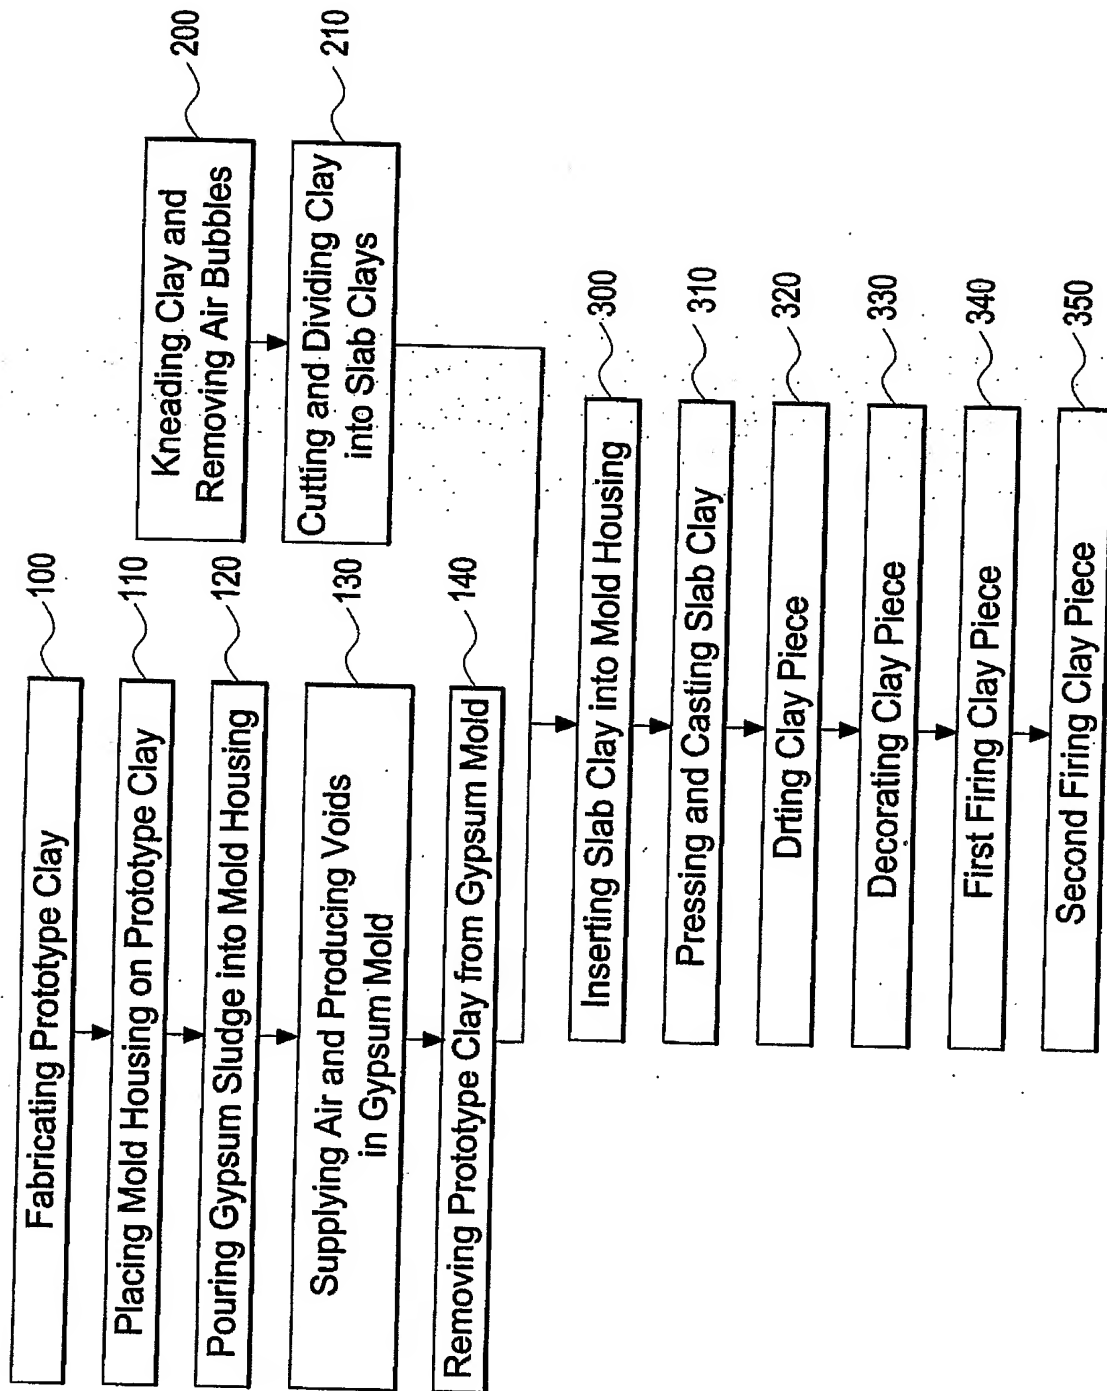 Fabricating Prototype Clay
100
Placing Mold Housing on Prototype Clay
110
Pouring Gypsum Sludge into Mold Housing
120
Supplying Air and Producing Voids
in Gypsum Mold
130
Removing Prototype Clay from Gypsum Mold
140
Kneading Clay and
Removing Air Bubbles
200
Cutting and Dividing Clay
into Slab Clays
210
Inserting Slab Clay into Mold Housing
300
Pressing and Casting Slab Clay
310
Drting Clay Piece
320
Decorating Clay Piece
330
First Firing Clay Piece
340
Second Firing Clay Piece
350